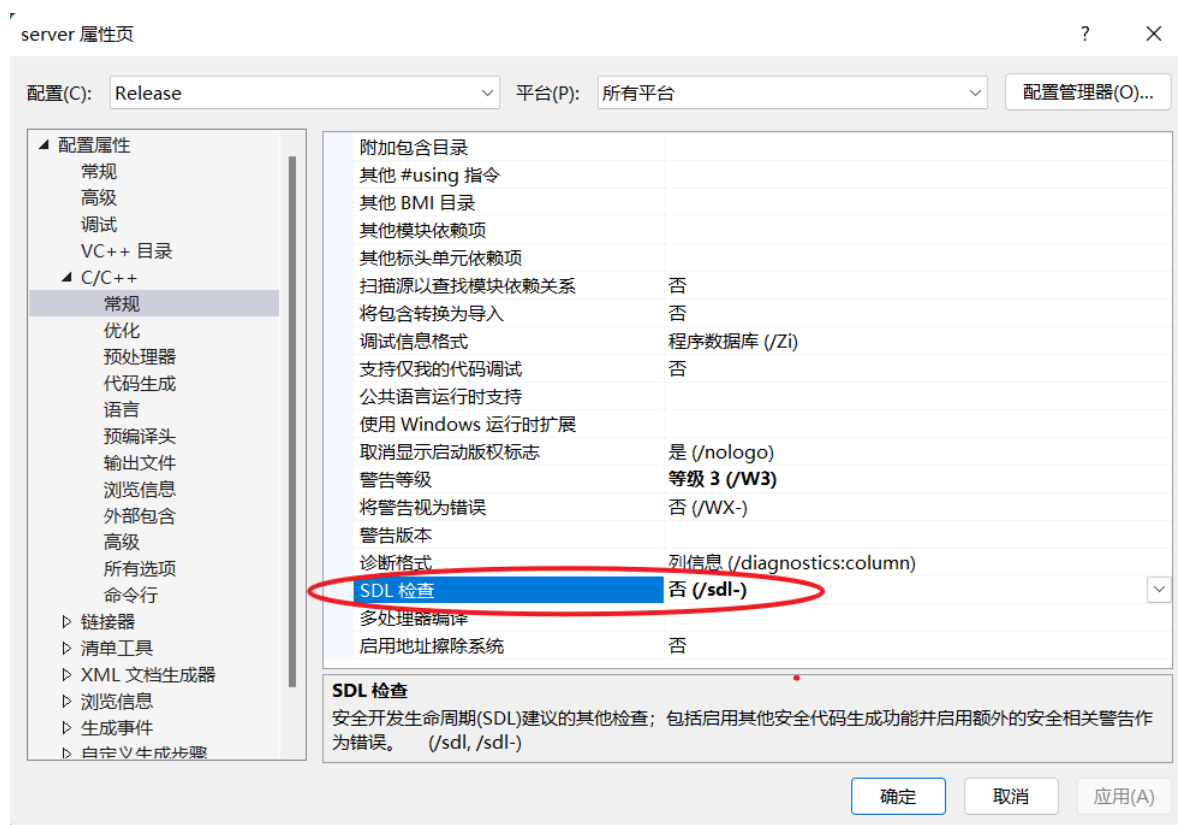 server 属性页
?
配置(C): Release 平台(P): 所有平台 配置管理器(O)...
配置属性
常规
高级
调试
VC++ 目录
C/C++
常规
优化
预处理器
代码生成
语言
预编译头
输出文件
浏览信息
外部包含
高级
所有选项
命令行
链接器
清单工具
XML 文档生成器
浏览信息
生成事件
自定义生成步骤
附加包含目录
其他 #using 指令
其他 BMI 目录
其他模块依赖项
其他标头单元依赖项
扫描源以查找模块依赖关系 否
将包含转换为导入 否
调试信息格式 程序数据库 (/Zi)
支持仅我的代码调试 否
公共语言运行时支持
使用 Windows 运行时扩展
取消显示启动版权标志 是 (/nologo)
警告等级 等级 3 (/W3)
将警告视为错误 否 (/WX-)
警告版本
诊断格式 列信息 (/diagnostics:column)
SDL 检查 否 (/sdl-)
多处理器编译
启用地址擦除系统 否
SDL 检查
安全开发生命周期(SDL)建议的其他检查；包括启用其他安全代码生成功能并启用额外的安全相关警告作
为错误。 (/sdl, /sdl-)
确定 取消 应用(A)